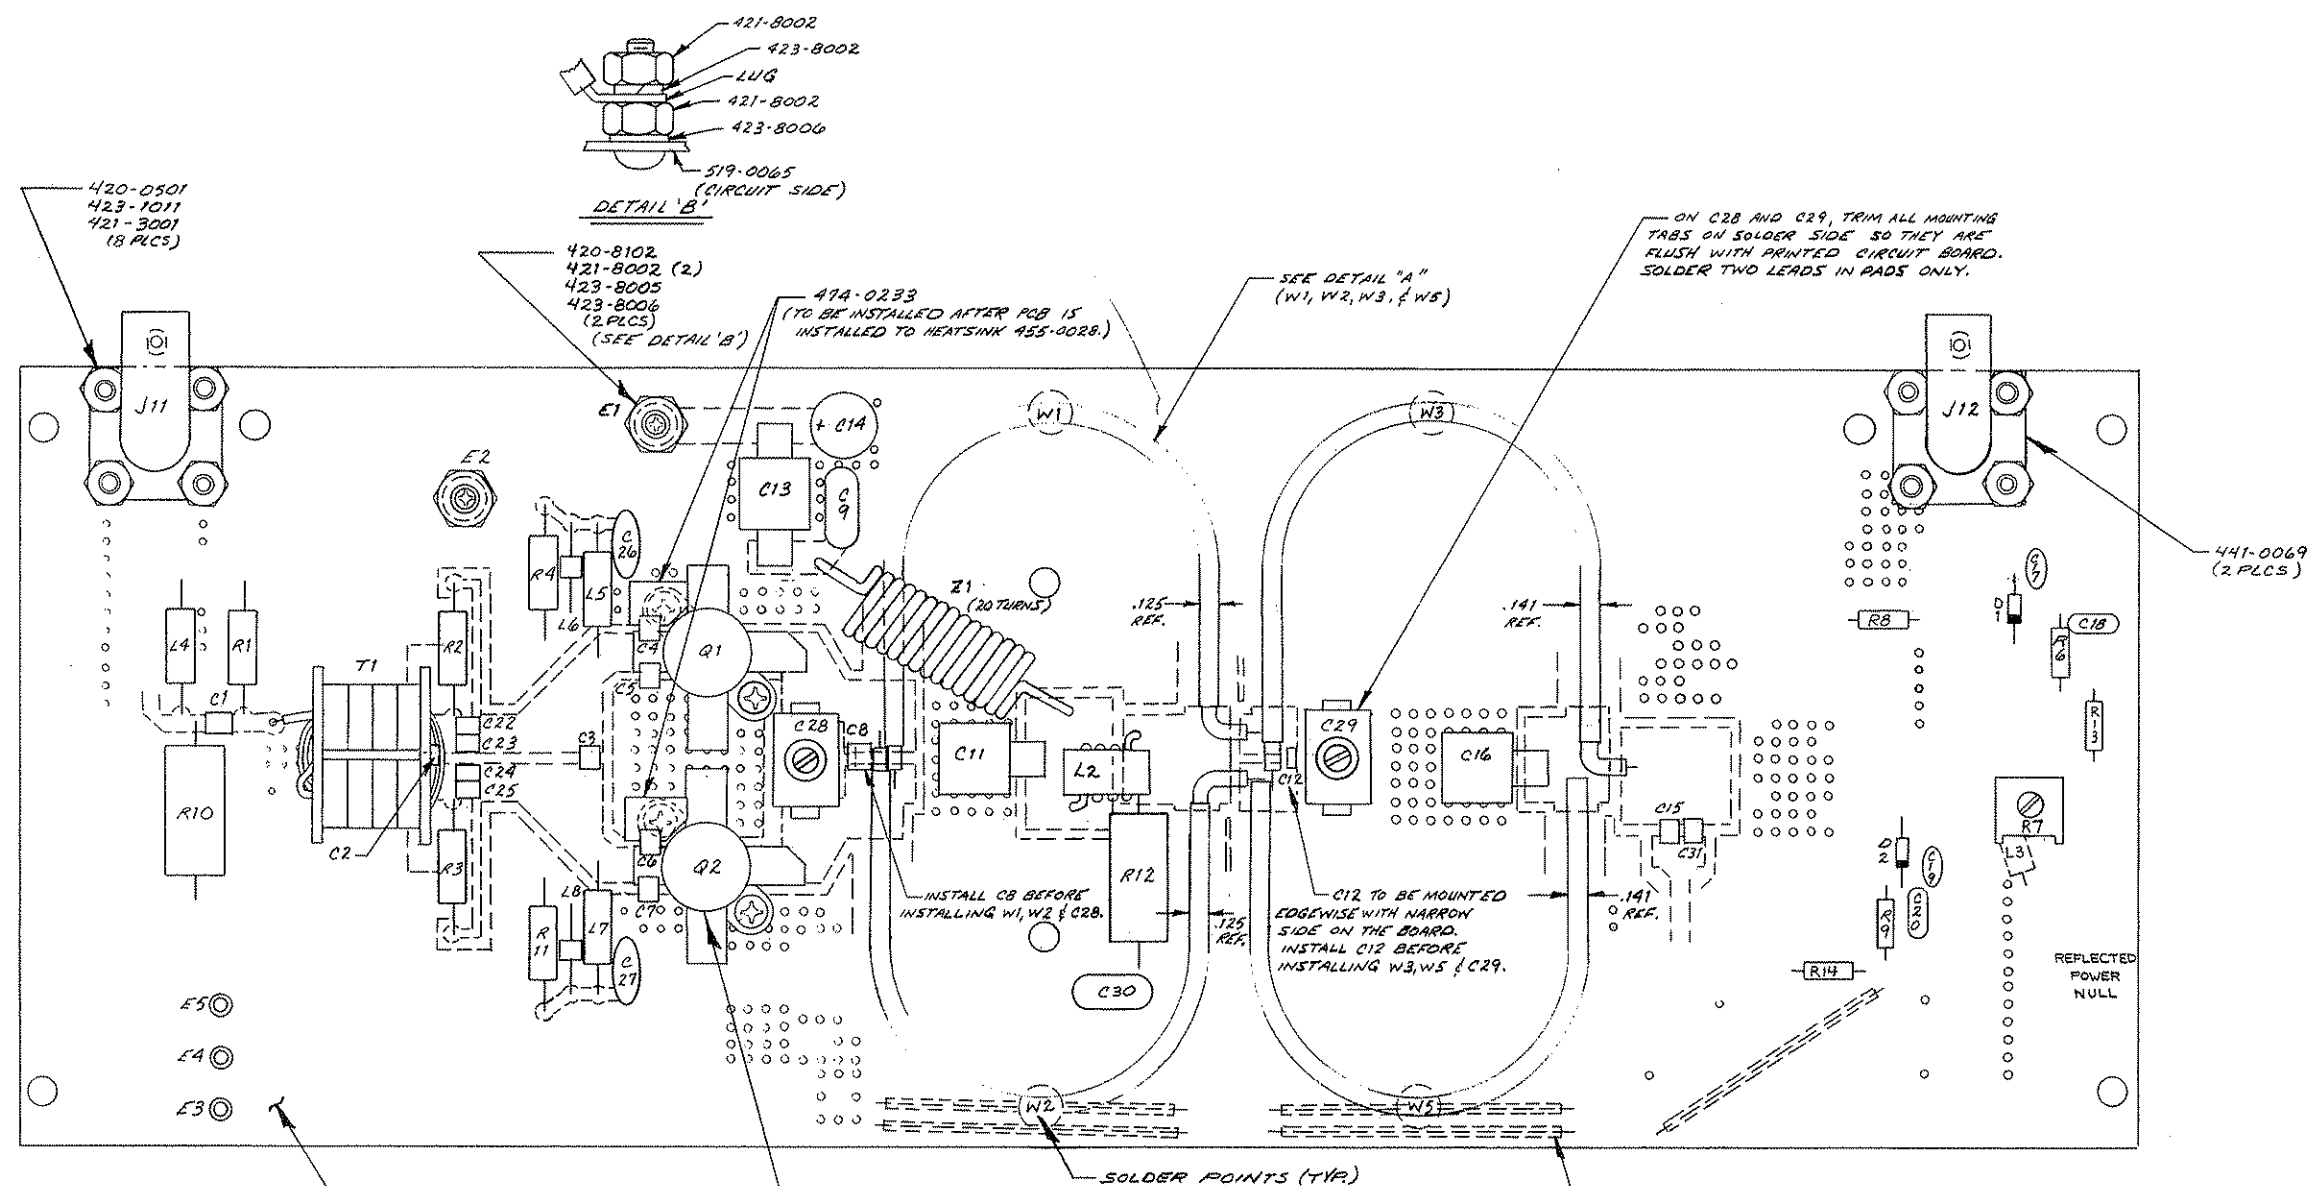 421-8002
423-8002
LUG
421-8002
423-8006
519-0065
(CIRCUIT SIDE)
DETAIL 'B'
420-0501
423-1011
421-3001
(8 PLCS)
420-8102
421-8002 (2)
423-8005
423-8006
(2 PLCS)
(SEE DETAIL 'B')
474-0233
(TO BE INSTALLED AFTER PCB IS
INSTALLED TO HEATSINK 455-0028.)
SEE DETAIL "A"
(W1, W2, W3, & W5)
ON C28 AND C29, TRIM ALL MOUNTING
TABS ON SOLDER SIDE SO THEY ARE
FLUSH WITH PRINTED CIRCUIT BOARD.
SOLDER TWO LEADS IN PADS ONLY.
J11
E1
+ C14
W1
W3
J12
E2
C13
C
9
441-0069
(2 PLCS)
R4
L6
L5
C
26
Z1
(20 TURNS)
.125
REF.
.141
REF.
C17
D1
R8
R6
C18
L4
R1
R2
T1
C4
Q1
C5
C1
C22
C23
C24
C25
C3
C28
C8
C11
L2
C12
C29
C16
R13
R10
C2
R3
C6
Q2
C7
L8
L7
R
11
C
27
R12
C15
C31
D2
C19
R7
L3
R9
C20
R14
INSTALL C8 BEFORE
INSTALLING W1, W2 & C28.
.125
REF.
C12 TO BE MOUNTED
EDGEWISE WITH NARROW
SIDE ON THE BOARD.
INSTALL C12 BEFORE
INSTALLING W3, W5 & C29.
.141
REF.
C30
REFLECTED
POWER
NULL
E5
E4
E3
W2
W5
SOLDER POINTS (TYP.)